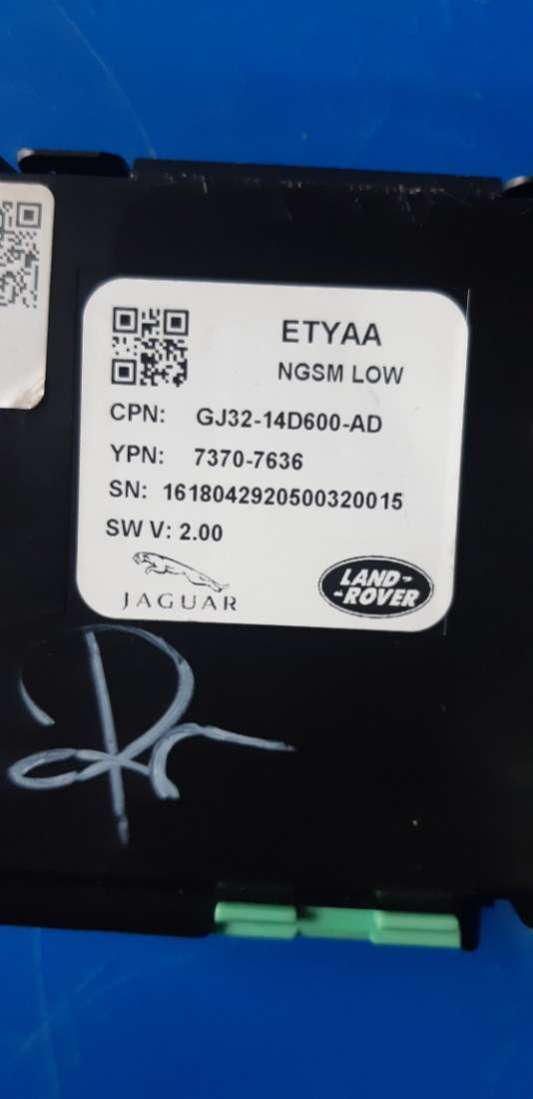 ETYAA
NGSM LOW
CPN: GJ32-14D600-AD
YPN: 7370-7636
SN: 1618042920500320015
SW V: 2.00
JAGUAR
LAND-
-ROVER